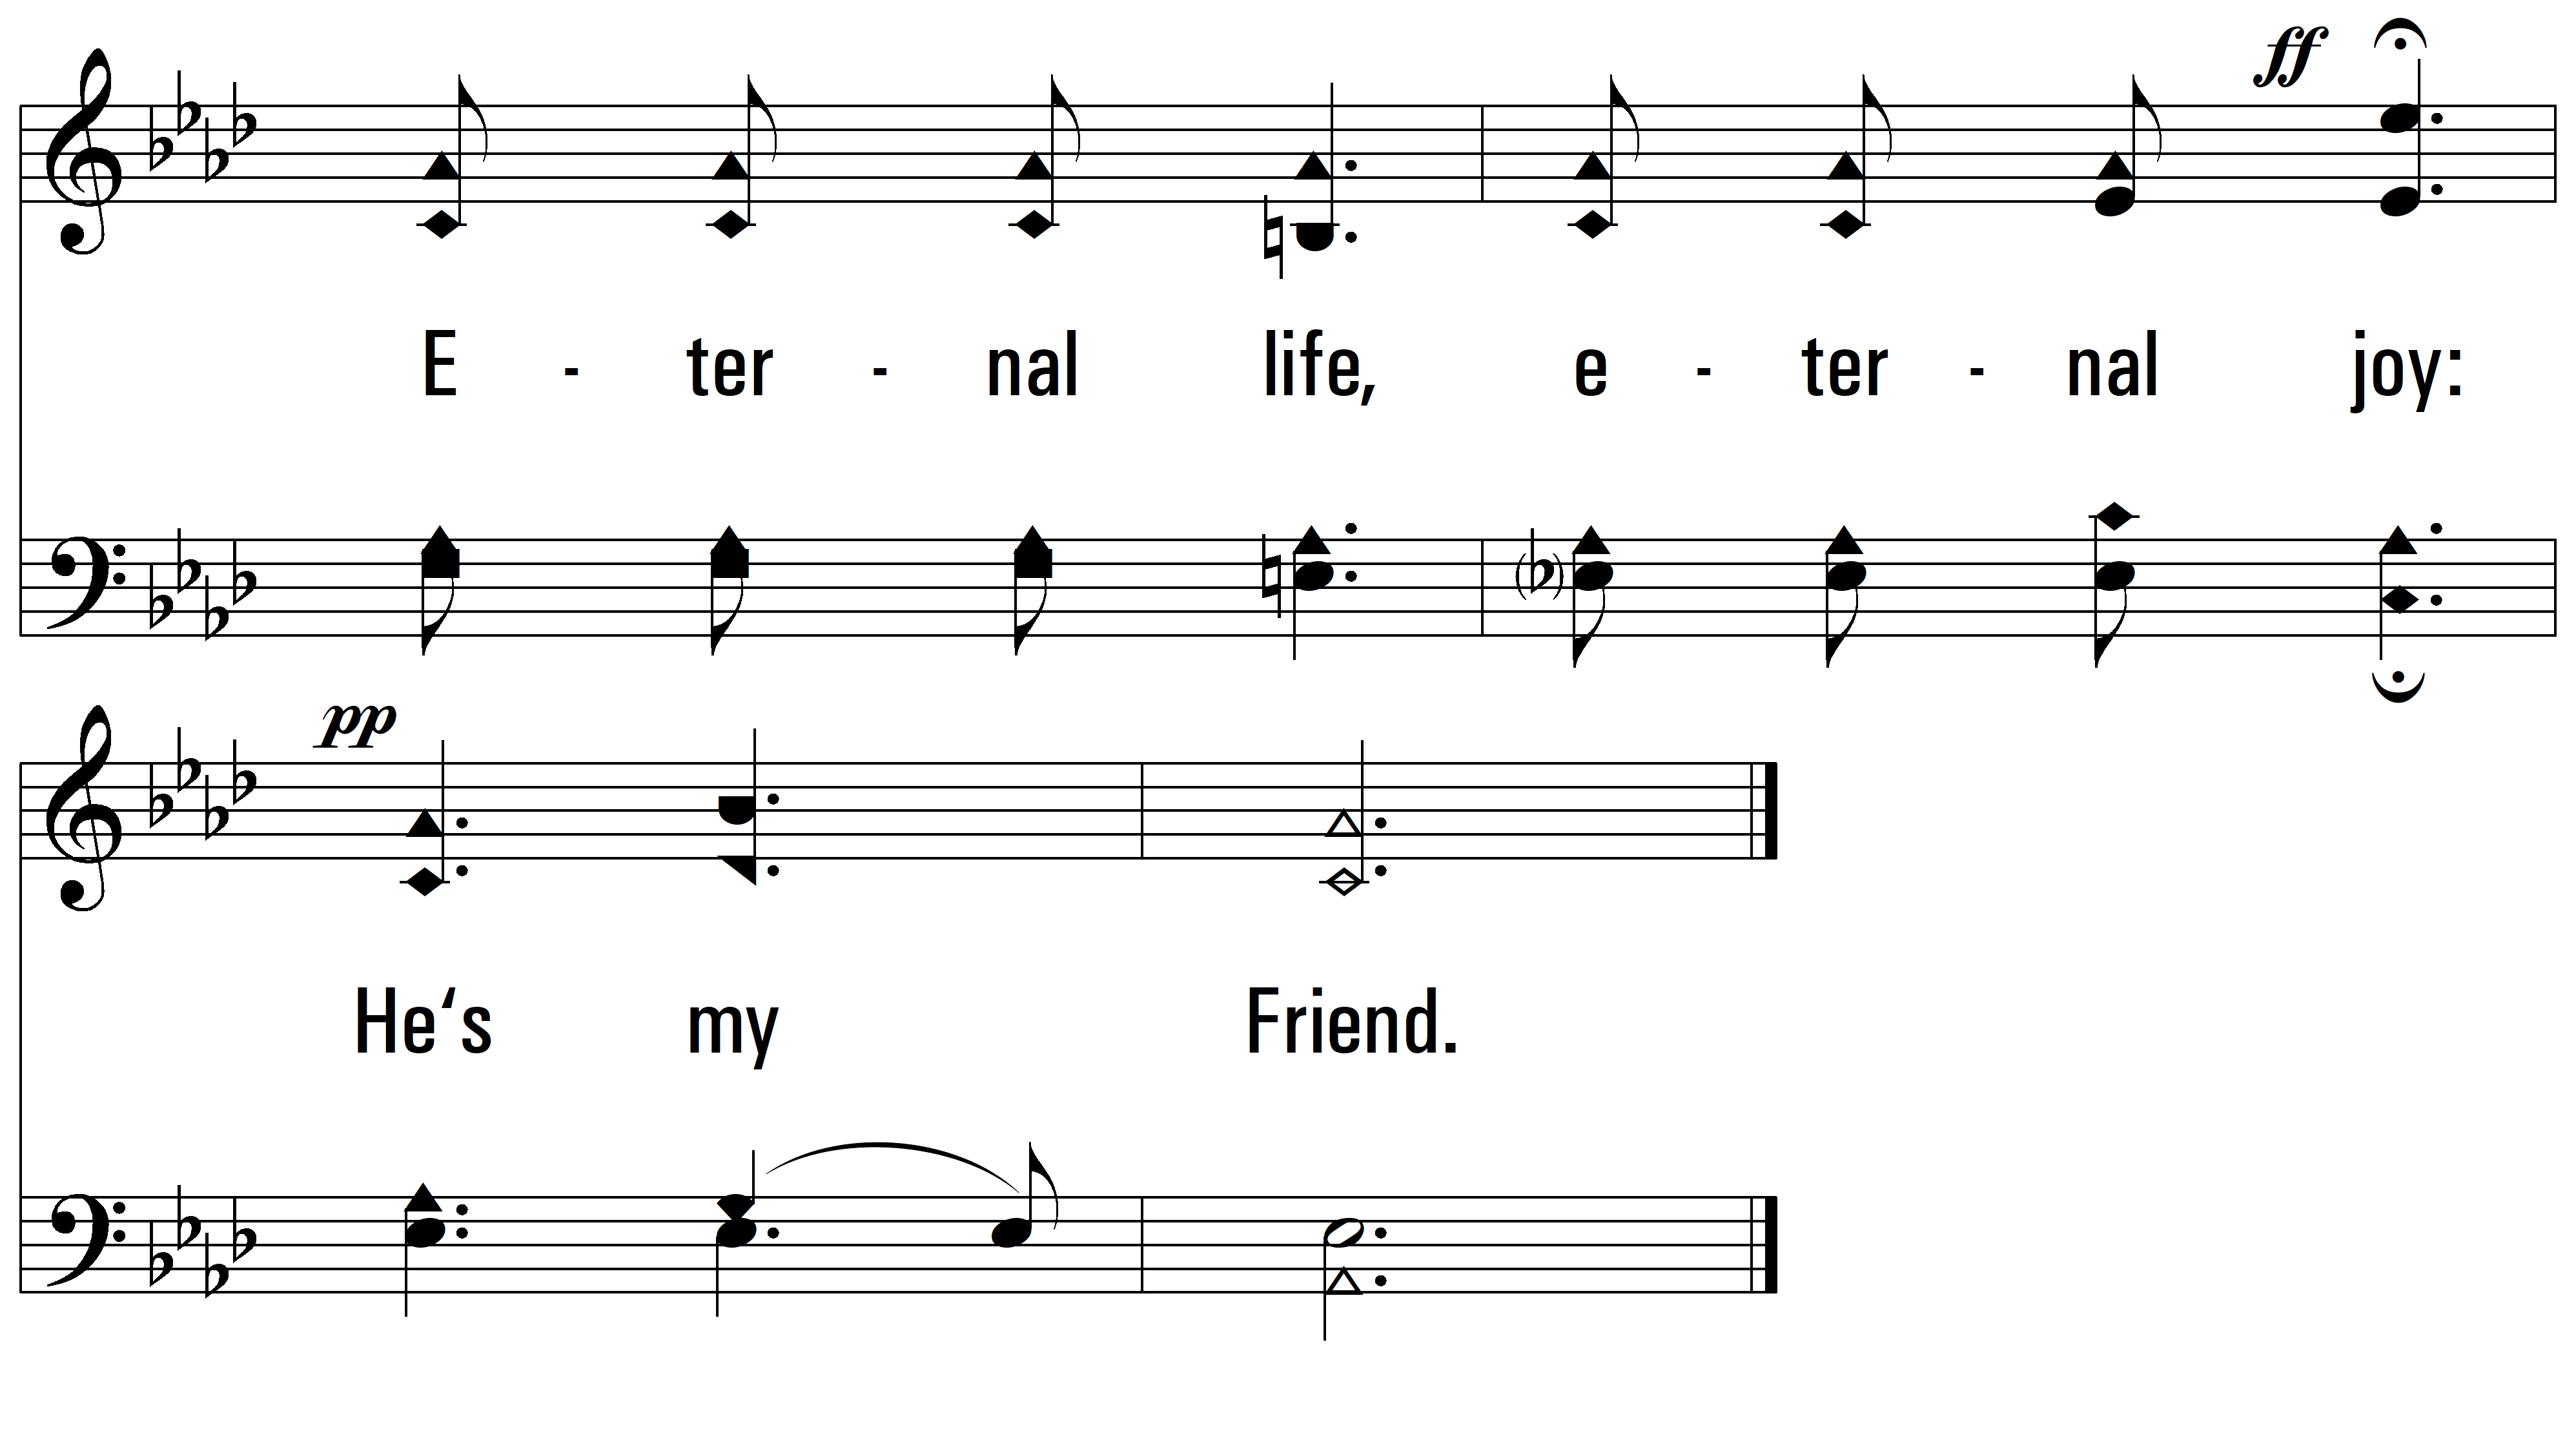 ff
E - ter - nal life, e - ter - nal joy:
pp
He‘s my Friend.